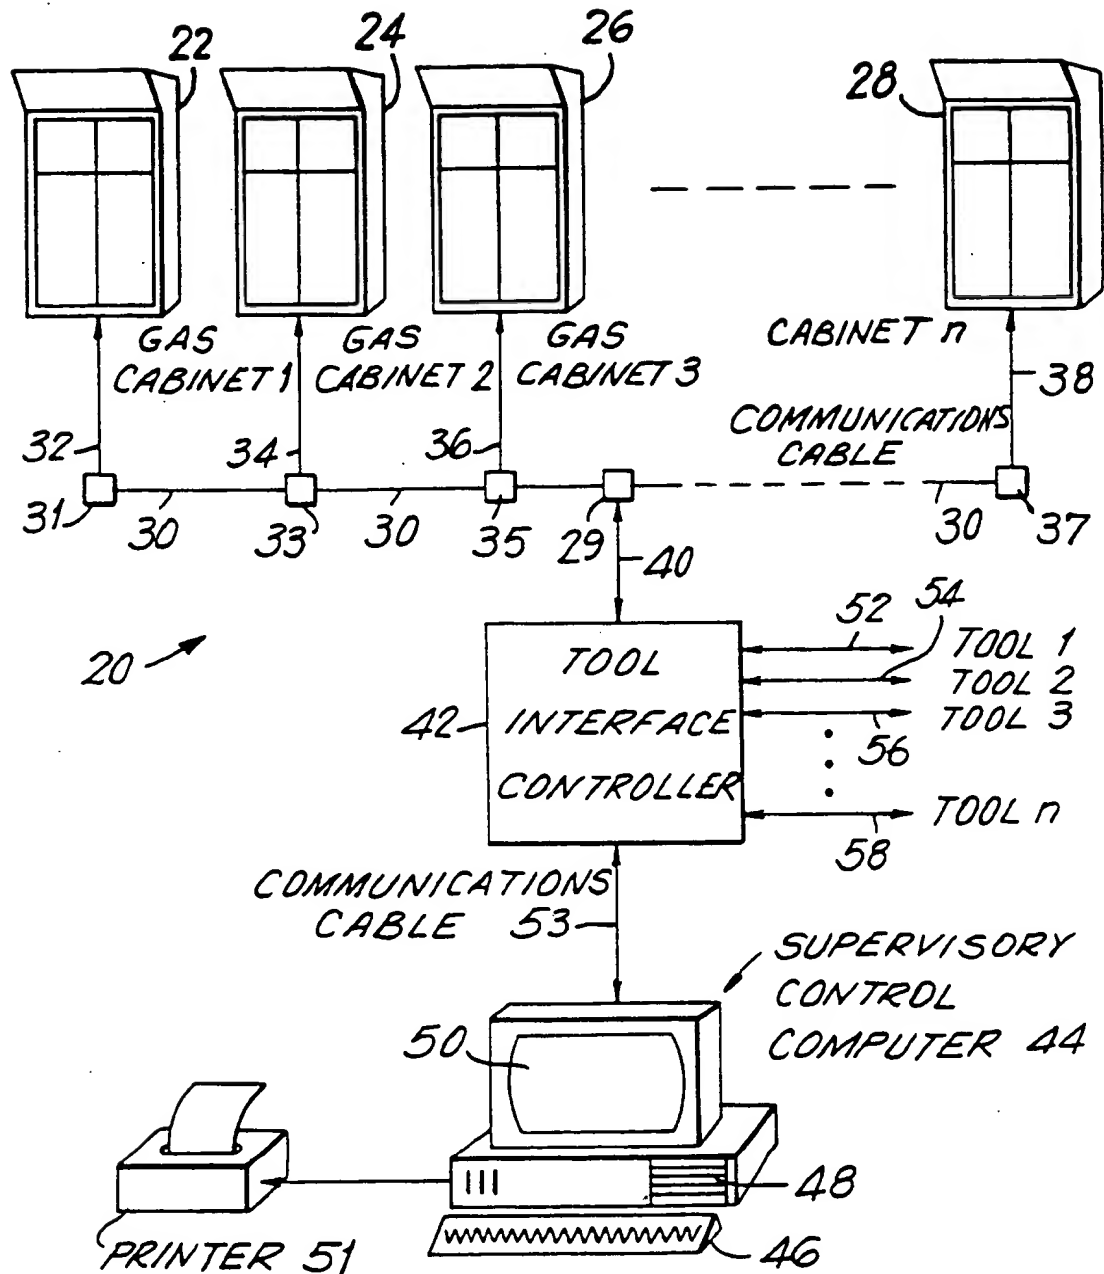 22
24
26
28
GAS
CABINET 1
GAS
CABINET 2
GAS
CABINET 3
CABINET n
32
34
36
38
COMMUNICATIONS
CABLE
31
30
33
30
35
29
40
30
37
20
42
TOOL
INTERFACE
CONTROLLER
52
54
TOOL 1
TOOL 2
TOOL 3
56
TOOL n
58
COMMUNICATIONS
CABLE
53
SUPERVISORY
CONTROL
COMPUTER 44
50
48
46
PRINTER 51